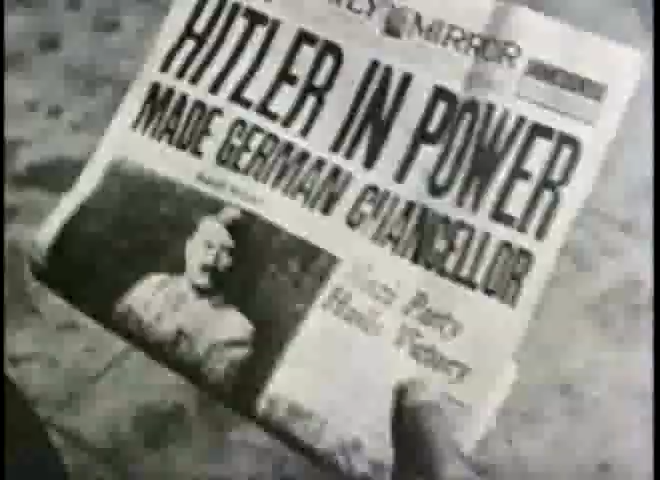 MIRROR
HITLER IN POWER
MADE GERMAN CHANCELLOR
Nazi Party
Hails Victory